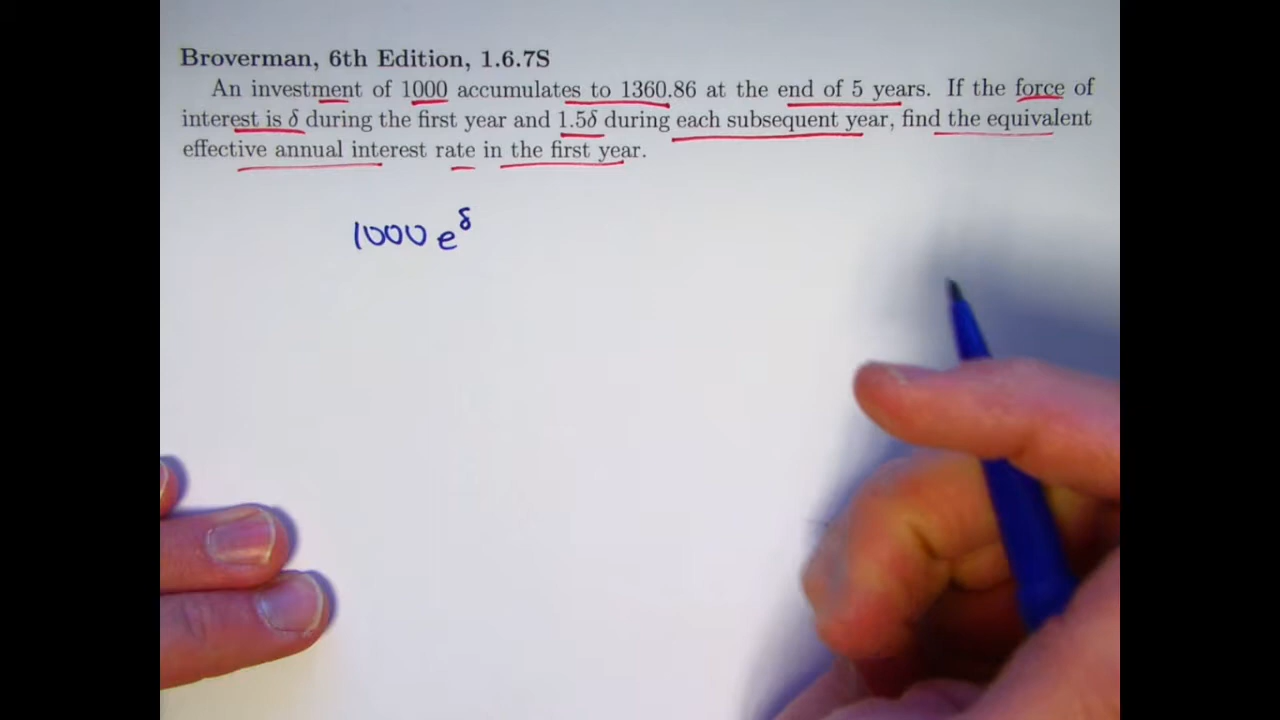 Broverman, 6th Edition, 1.6.7S
An investment of 1000 accumulates to 1360.86 at the end of 5 years. If the force of
interest is δ during the first year and 1.5δ during each subsequent year, find the equivalent
effective annual interest rate in the first year.
1000 e^δ